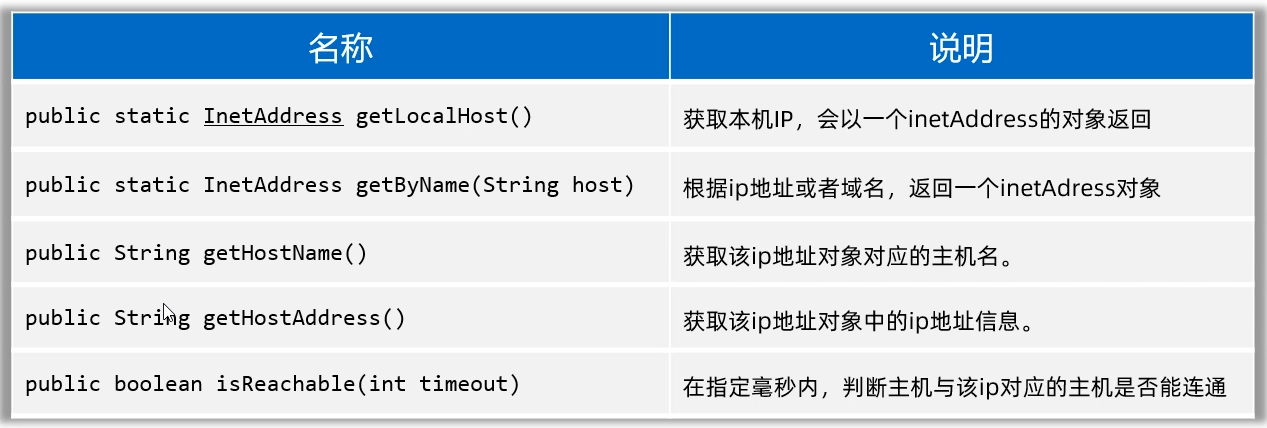 名称
说明
public static InetAddress getLocalHost()
获取本机IP，会以一个inetAddress的对象返回
public static InetAddress getByName(String host)
根据ip地址或者域名，返回一个inetAdress对象
public String getHostName()
获取该ip地址对象对应的主机名。
public String getHostAddress()
获取该ip地址对象中的ip地址信息。
public boolean isReachable(int timeout)
在指定毫秒内，判断主机与该ip对应的主机是否能连通